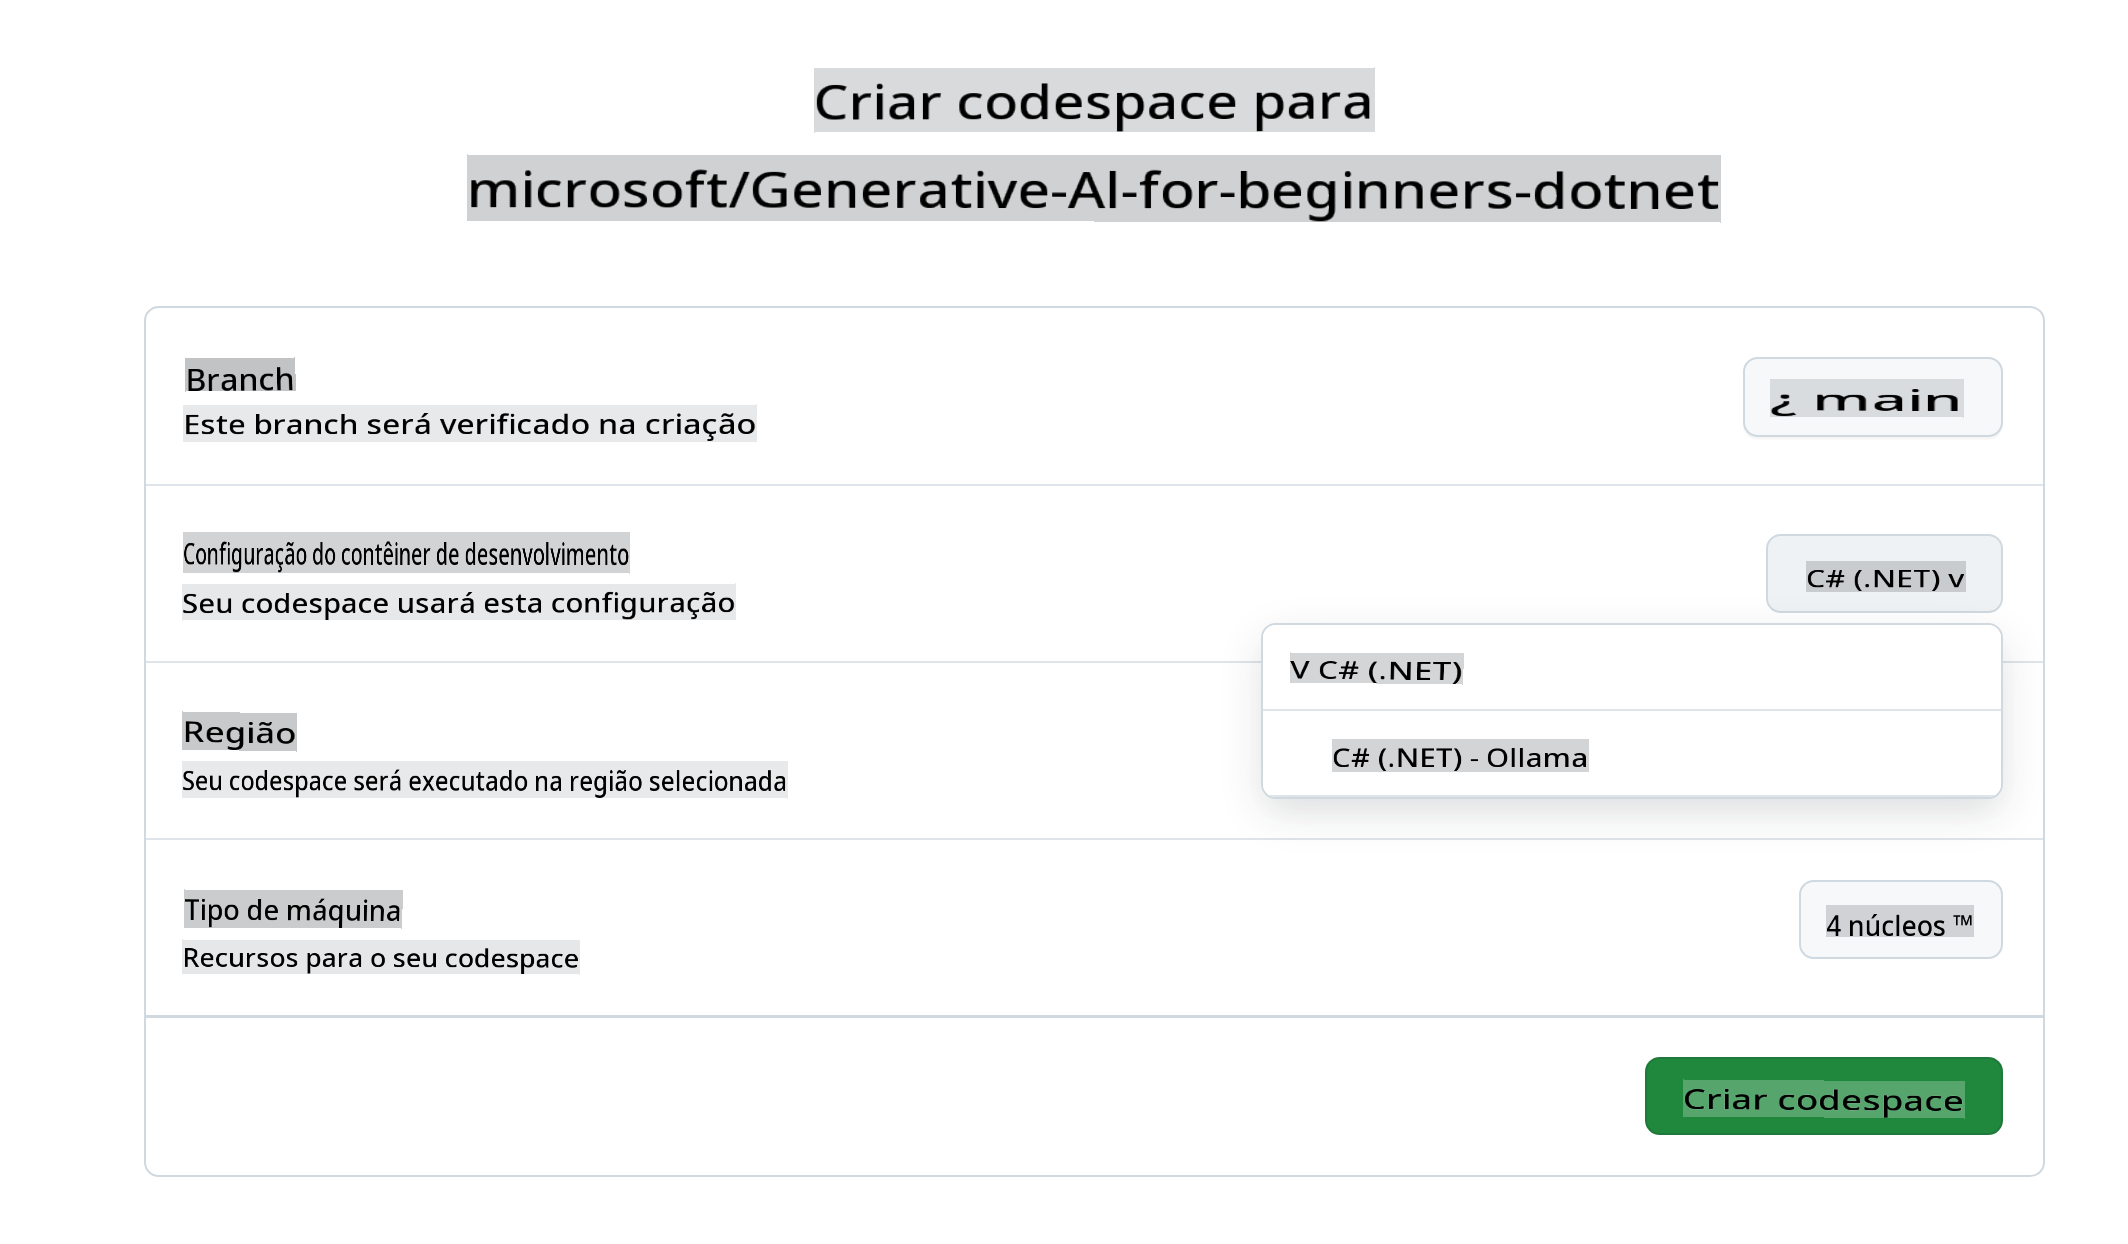 Criar codespace para
microsoft/Generative-Al-for-beginners-dotnet
Branch
Este branch será verificado na criação
¿ main
Configuração do contêiner de desenvolvimento
Seu codespace usará esta configuração
C# (.NET) v
V C# (.NET)
C# (.NET) - Ollama
Região
Seu codespace será executado na região selecionada
Tipo de máquina
Recursos para o seu codespace
4 núcleos ™
Criar codespace